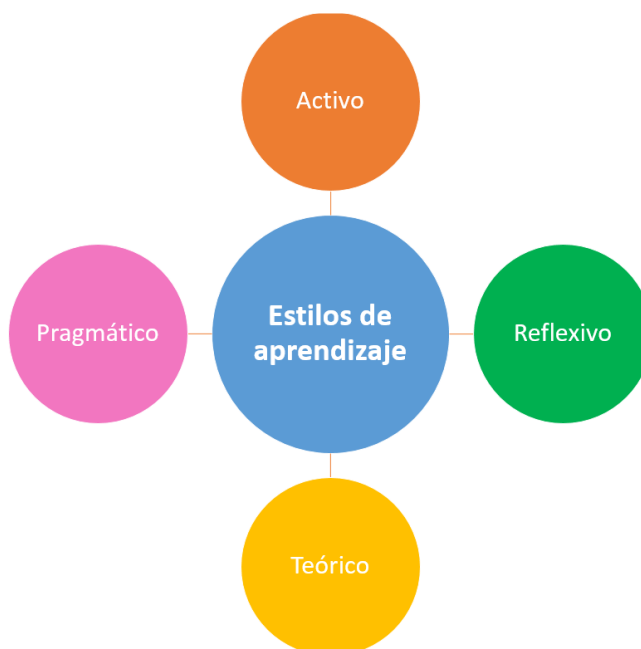 Activo
Pragmático
Estilos de
aprendizaje
Reflexivo
Teórico